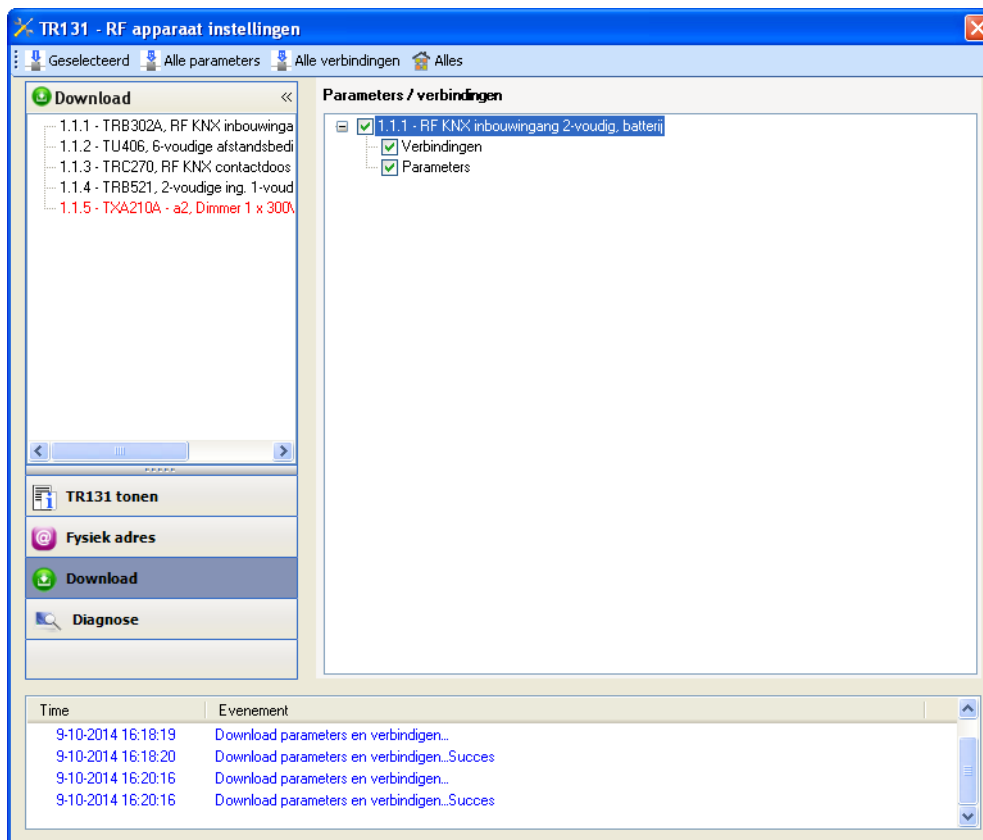 TR131 - RF apparaat instellingen
Geselecteerd Alle parameters Alle verbindingen Alles
Download «
1.1.1 - TRB302A, RF KNX inbouwinga
1.1.2 - TU406, 6-voudige afstandsbedi
1.1.3 - TRC270, RF KNX contactdoos
1.1.4 - TRB521, 2-voudige ing. 1-voud
1.1.5 - TXA210A - a2, Dimmer 1 x 300W
Parameters / verbindingen
1.1.1 - RF KNX inbouwingang 2-voudig, batterij
Verbindingen
Parameters
TR131 tonen
Fysiek adres
Download
Diagnose
Time Evenement
9-10-2014 16:18:19 Download parameters en verbindigen...
9-10-2014 16:18:20 Download parameters en verbindigen...Succes
9-10-2014 16:20:16 Download parameters en verbindigen...
9-10-2014 16:20:16 Download parameters en verbindigen...Succes